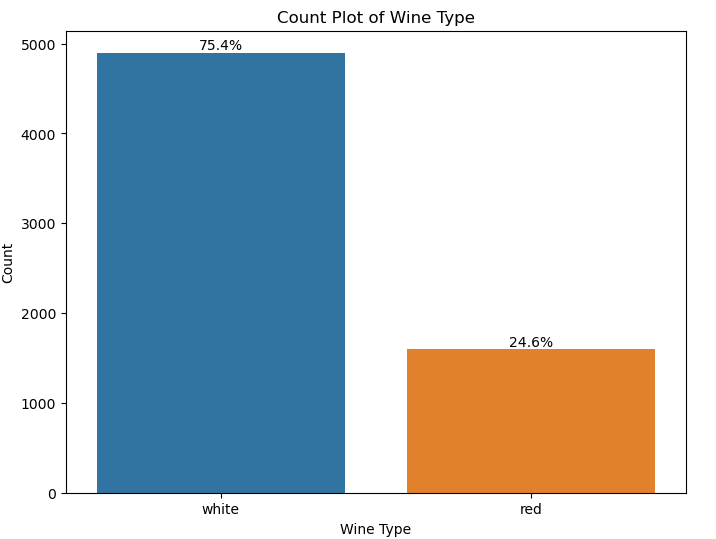 Count Plot of Wine Type
75.4%
24.6%
5000
4000
3000
2000
1000
0
Count
white
red
Wine Type